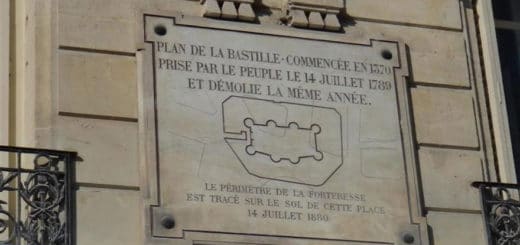 PLAN DE LA BASTILLE - COMMENCÉE EN 1370
PRISE PAR LE PEUPLE LE 14 JUILLET 1789
ET DÉMOLIE LA MÊME ANNÉE.
LE PÉRIMÈTRE DE LA FORTERESSE
EST TRACÉ SUR LE SOL DE CETTE PLACE
14 JUILLET 1880